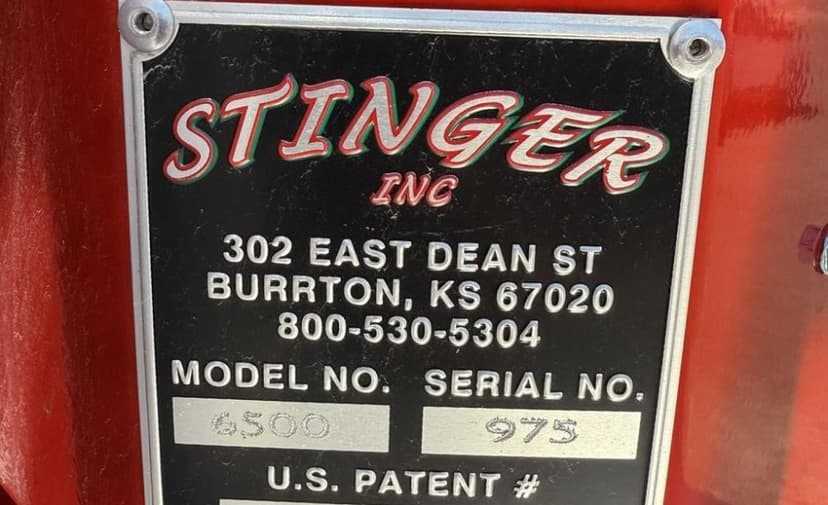 STINGER
INC
302 EAST DEAN ST
BURRTON, KS 67020
800-530-5304
MODEL NO. SERIAL NO.
6500 975
U.S. PATENT #